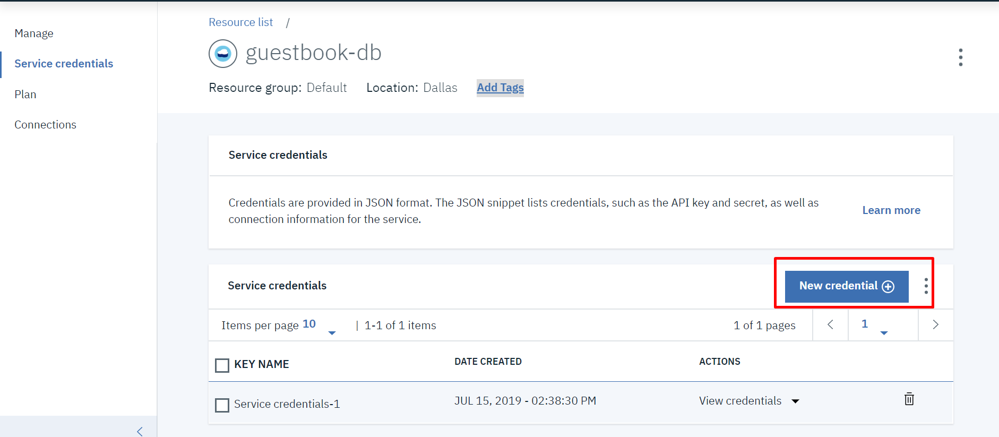 Manage
Service credentials
Plan
Connections
Resource list /
guestbook-db
Resource group: Default Location: Dallas Add Tags
Service credentials
Credentials are provided in JSON format. The JSON snippet lists credentials, such as the API key and secret, as well as
connection information for the service.
Learn more
Service credentials
New credential
Items per page 10 | 1-1 of 1 items 1 of 1 pages 1
KEY NAME DATE CREATED ACTIONS
Service credentials-1 JUL 15, 2019 - 02:38:30 PM View credentials